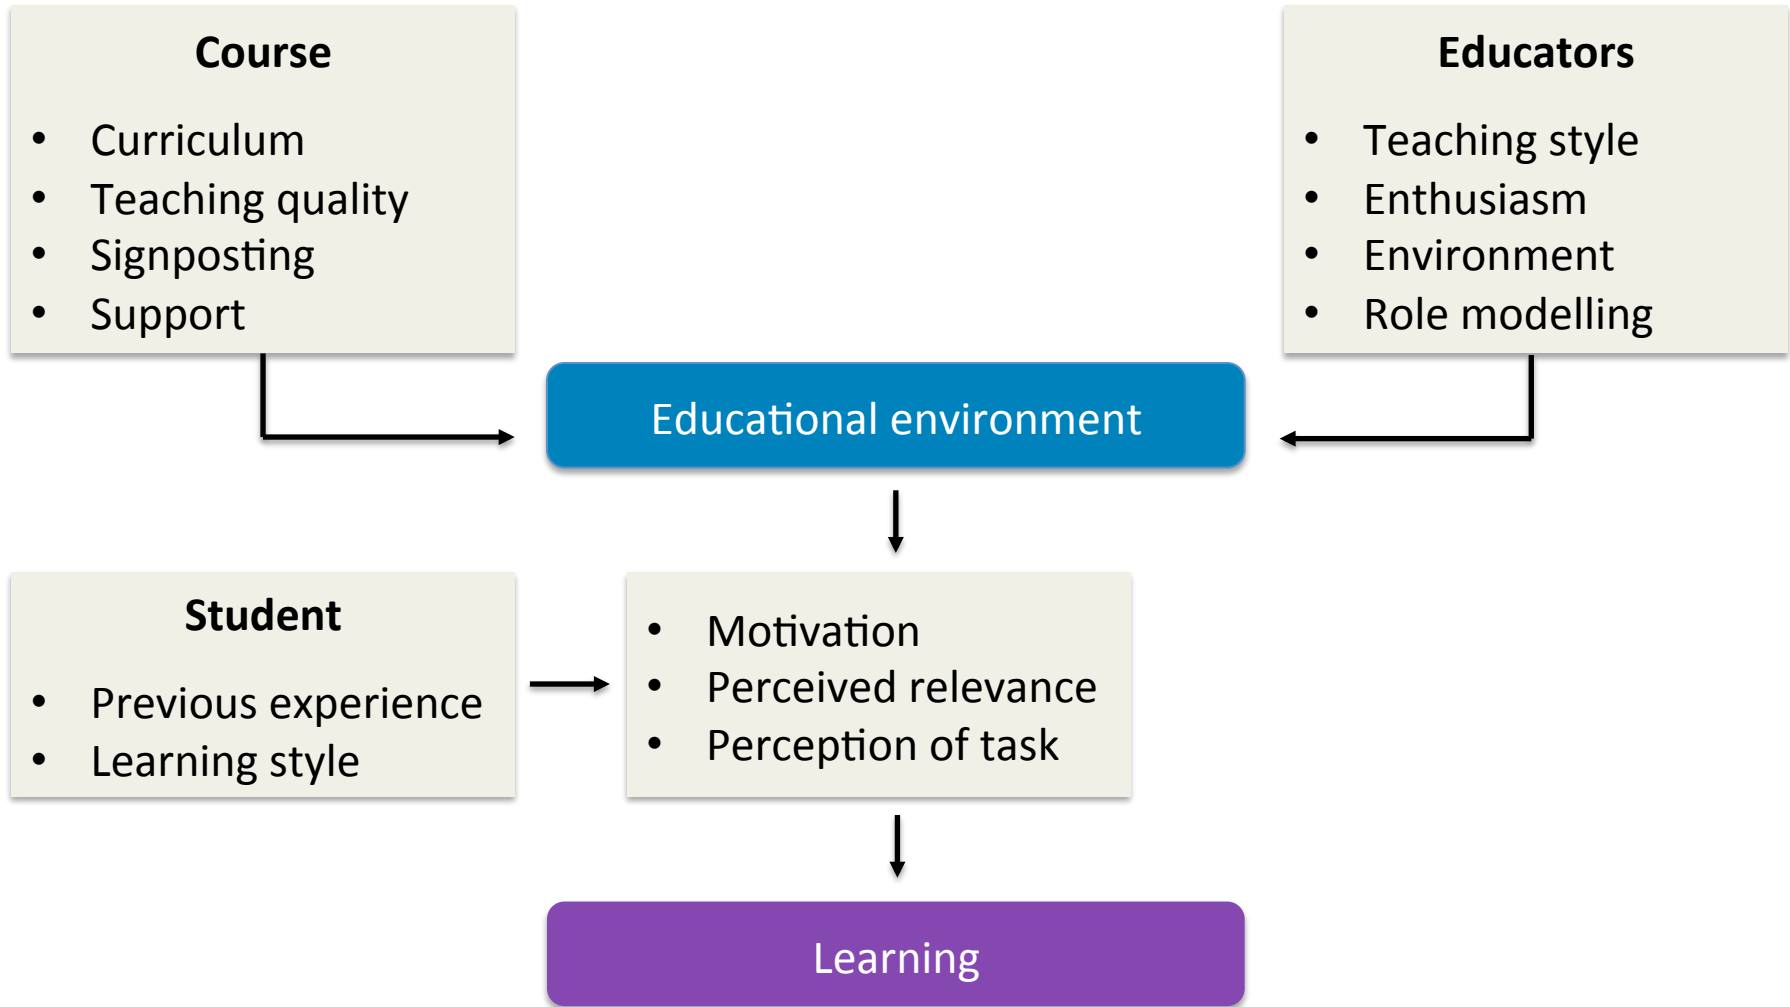 Course
• Curriculum
• Teaching quality
• Signposting
• Support
Educators
• Teaching style
• Enthusiasm
• Environment
• Role modelling
Educational environment
Student
• Previous experience
• Learning style
• Motivation
• Perceived relevance
• Perception of task
Learning